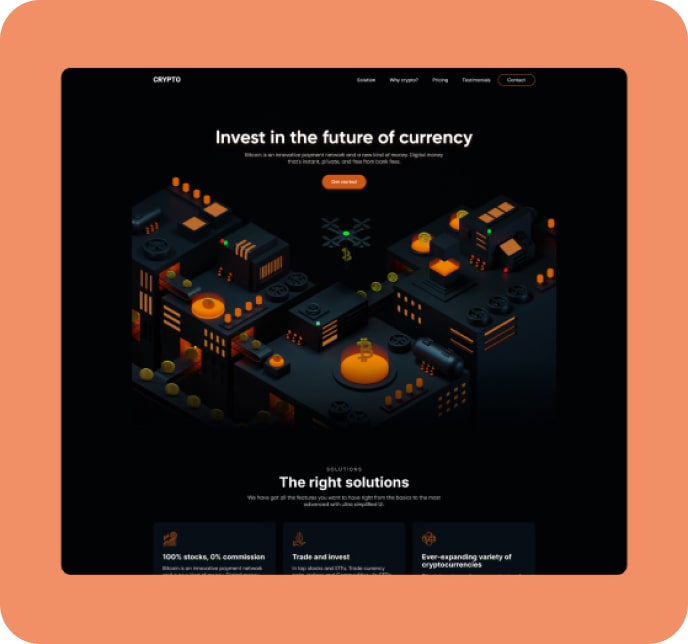 CRYPTO
Solution Why crypto? Pricing Testimonials Contact
Invest in the future of currency
Bitcoin is an innovative payment network and a new kind of money. Digital money
that's instant, private, and free from bank fees.
Get started
SOLUTIONS
The right solutions
We have got all the features you want to have right from the basics to the most
advanced with ultra simplified UI.
100% stocks, 0% commission
Bitcoin is an innovative payment network
Trade and invest
In top stocks and ETFs. Trade currency
Ever-expanding variety of
cryptocurrencies